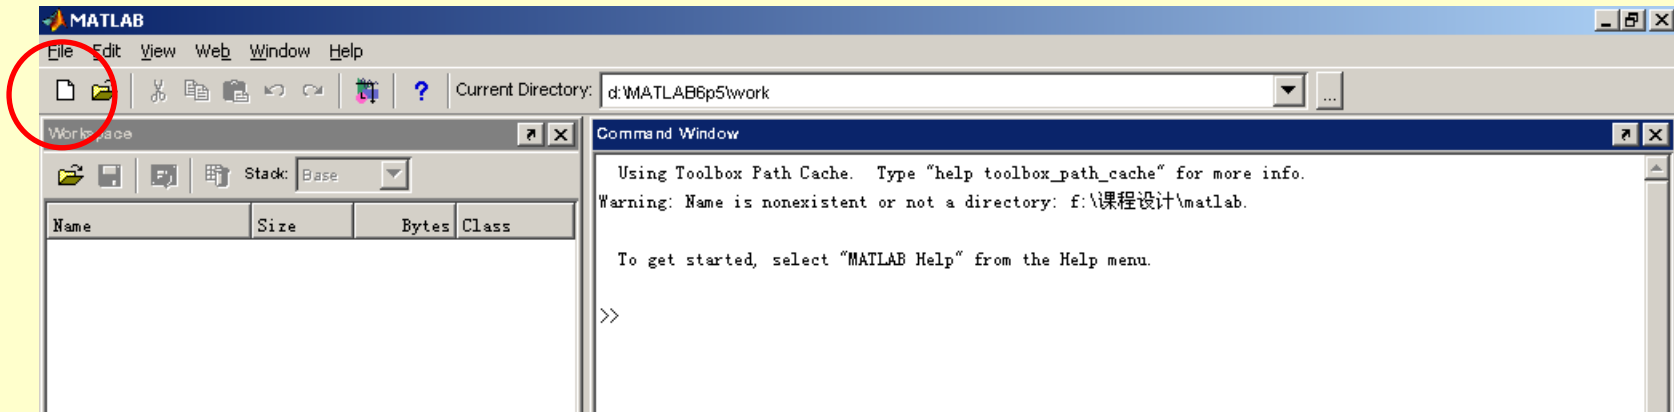 MATLAB
File Edit View Web Window Help
? Current Directory: d:\MATLAB6p5\work ...
Workspace
Command Window
Stack: Base
Name Size Bytes Class
Using Toolbox Path Cache. Type "help toolbox_path_cache" for more info.
Warning: Name is nonexistent or not a directory: f:\课程设计\matlab.
To get started, select "MATLAB Help" from the Help menu.
>>